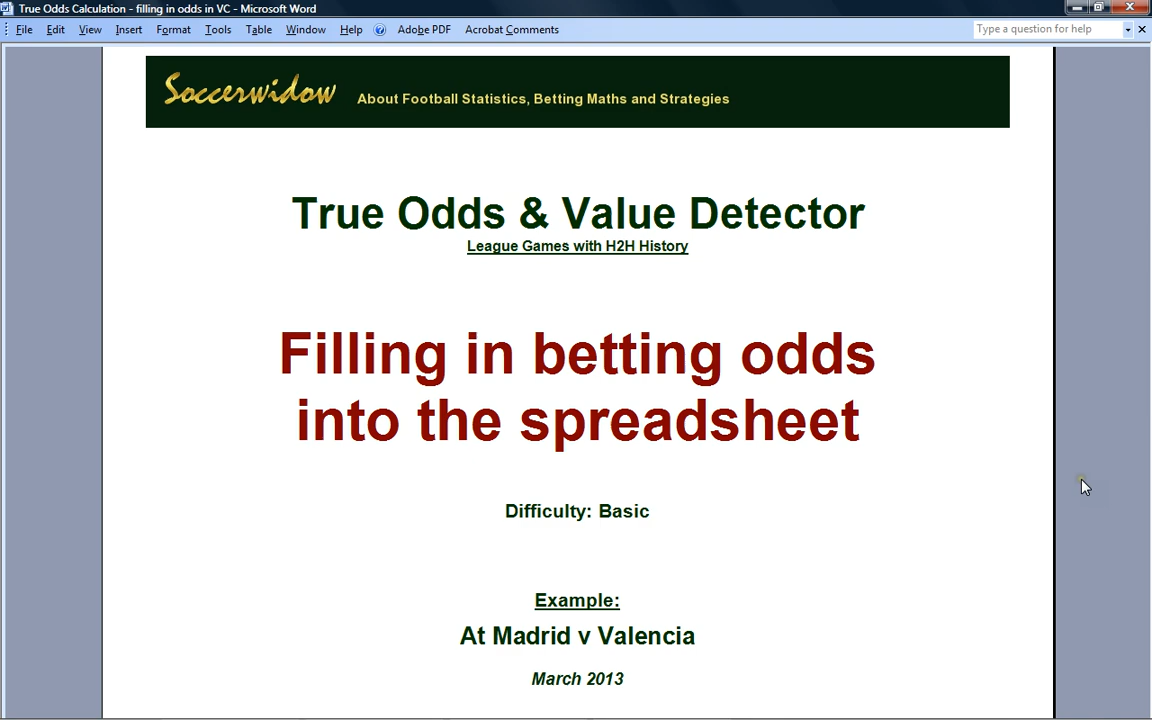 True Odds Calculation - filling in odds in VC - Microsoft Word
File Edit View Insert Format Tools Table Window Help Adobe PDF Acrobat Comments Type a question for help
Soccerwidow About Football Statistics, Betting Maths and Strategies
True Odds & Value Detector
League Games with H2H History
Filling in betting odds
into the spreadsheet
Difficulty: Basic
Example:
At Madrid v Valencia
March 2013